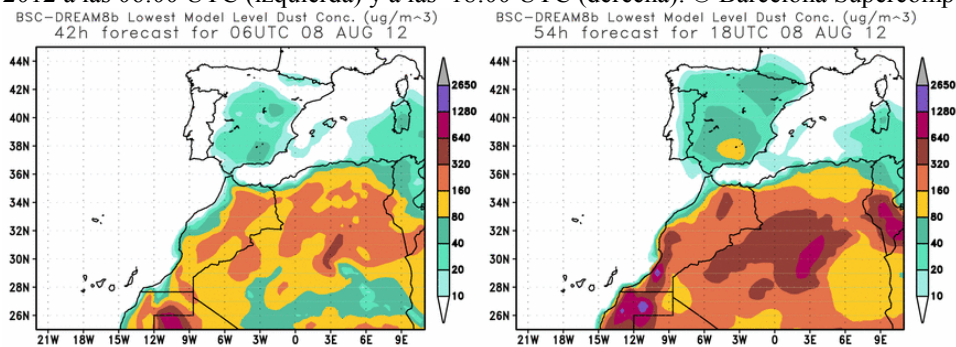 2012 a las 06:00 UTC (izquierda) y a las 18:00 UTC (derecha). © Barcelona Supercomp
BSC-DREAM8b Lowest Model Level Dust Conc. (ug/m^3)
42h forecast for 06UTC 08 AUG 12
44N
42N
40N
38N
36N
34N
32N
30N
28N
26N
21W 18W 15W 12W 9W 6W 3W 0 3E 6E 9E
2650
1280
640
320
160
80
40
20
10
BSC-DREAM8b Lowest Model Level Dust Conc. (ug/m^3)
54h forecast for 18UTC 08 AUG 12
44N
42N
40N
38N
36N
34N
32N
30N
28N
26N
21W 18W 15W 12W 9W 6W 3W 0 3E 6E 9E
2650
1280
640
320
160
80
40
20
10